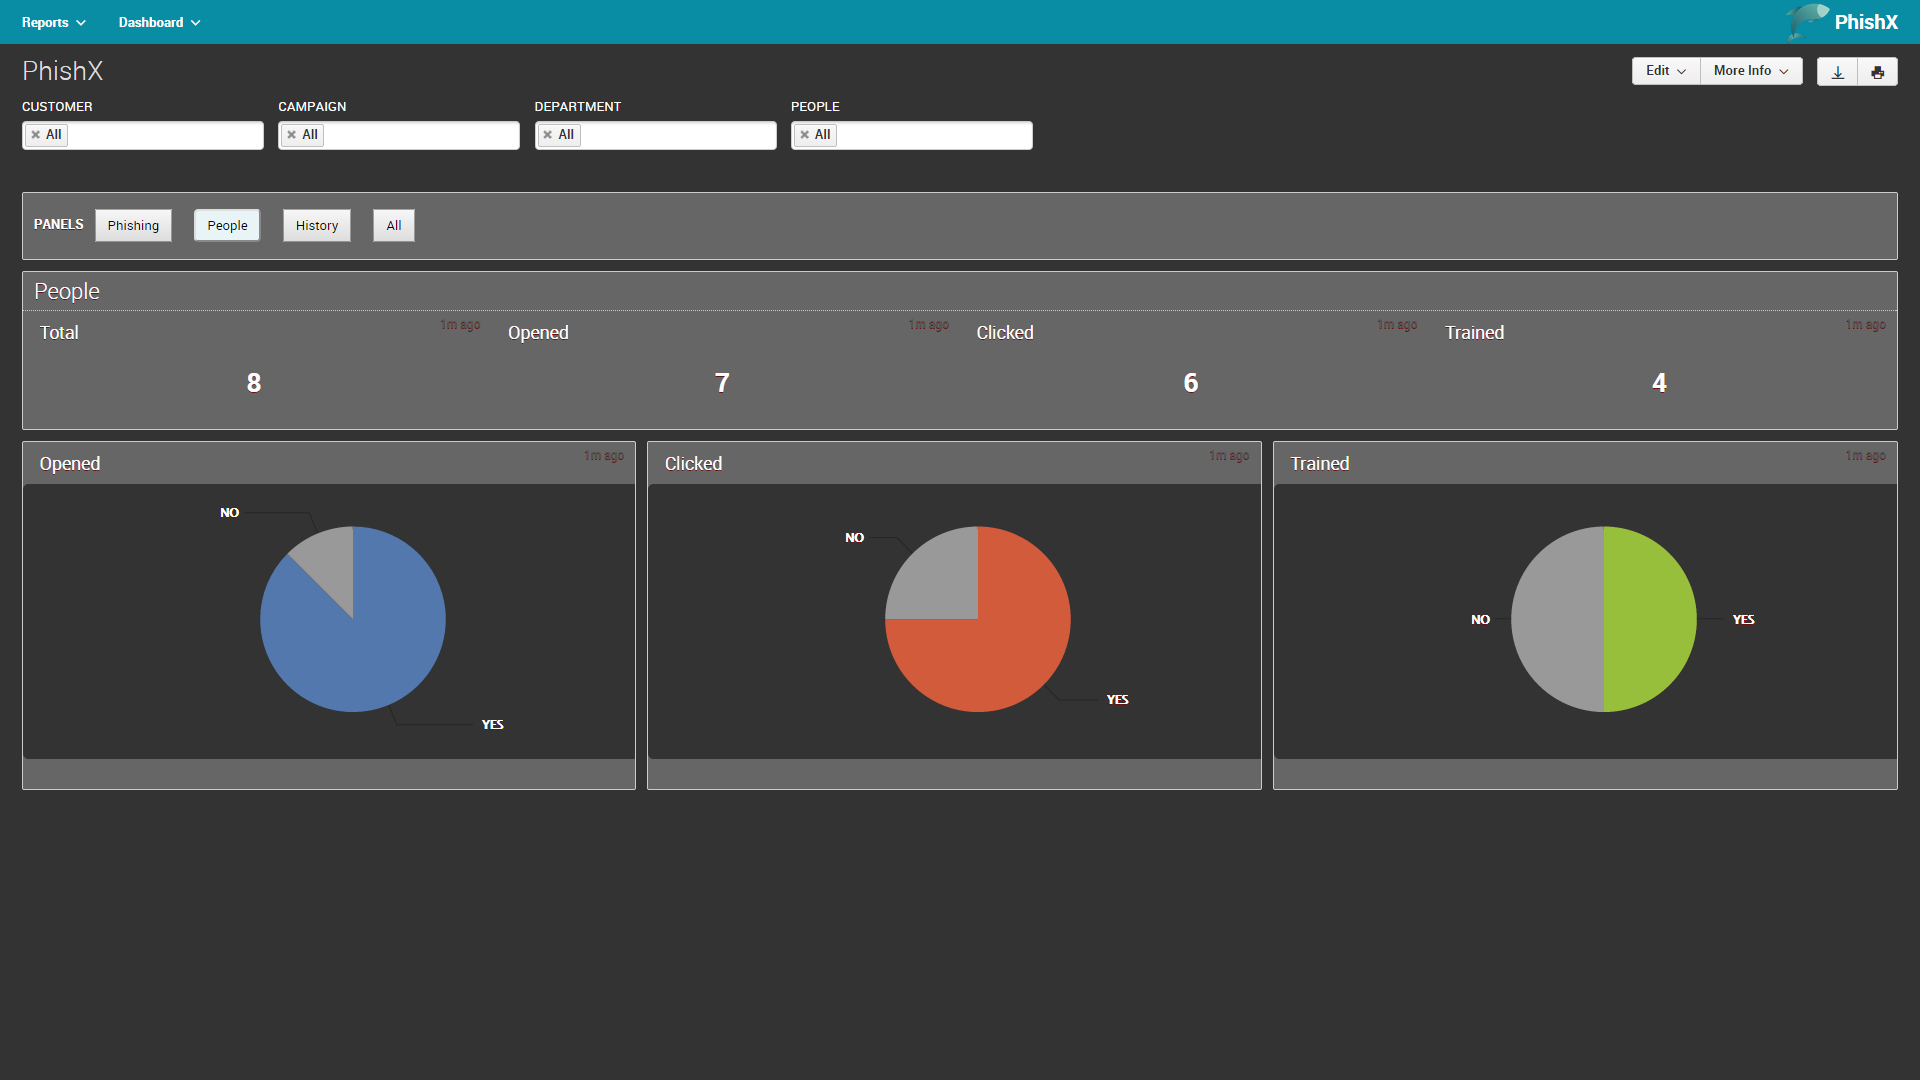 Reports Dashboard PhishX
PhishX Edit More Info
CUSTOMER CAMPAIGN DEPARTMENT PEOPLE
× All × All × All × All
PANELS Phishing People History All
People
Total 1m ago Opened 1m ago Clicked 1m ago Trained 1m ago
8 7 6 4
Opened 1m ago Clicked 1m ago Trained 1m ago
NO
NO
NO YES
YES
YES